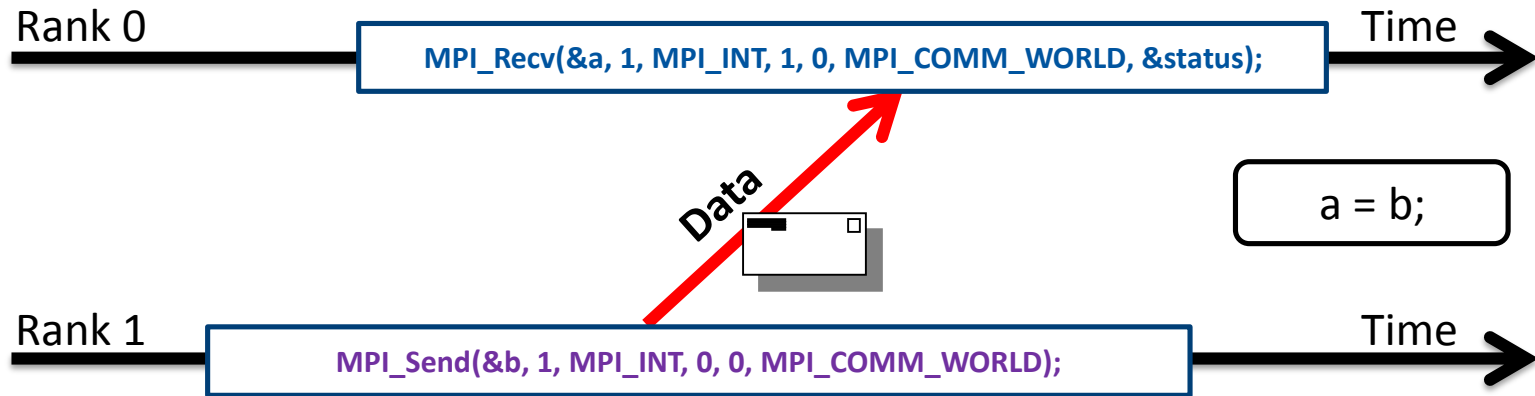 Rank 0
Time
MPI_Recv(&a, 1, MPI_INT, 1, 0, MPI_COMM_WORLD, &status);
Data
a = b;
Rank 1
Time
MPI_Send(&b, 1, MPI_INT, 0, 0, MPI_COMM_WORLD);